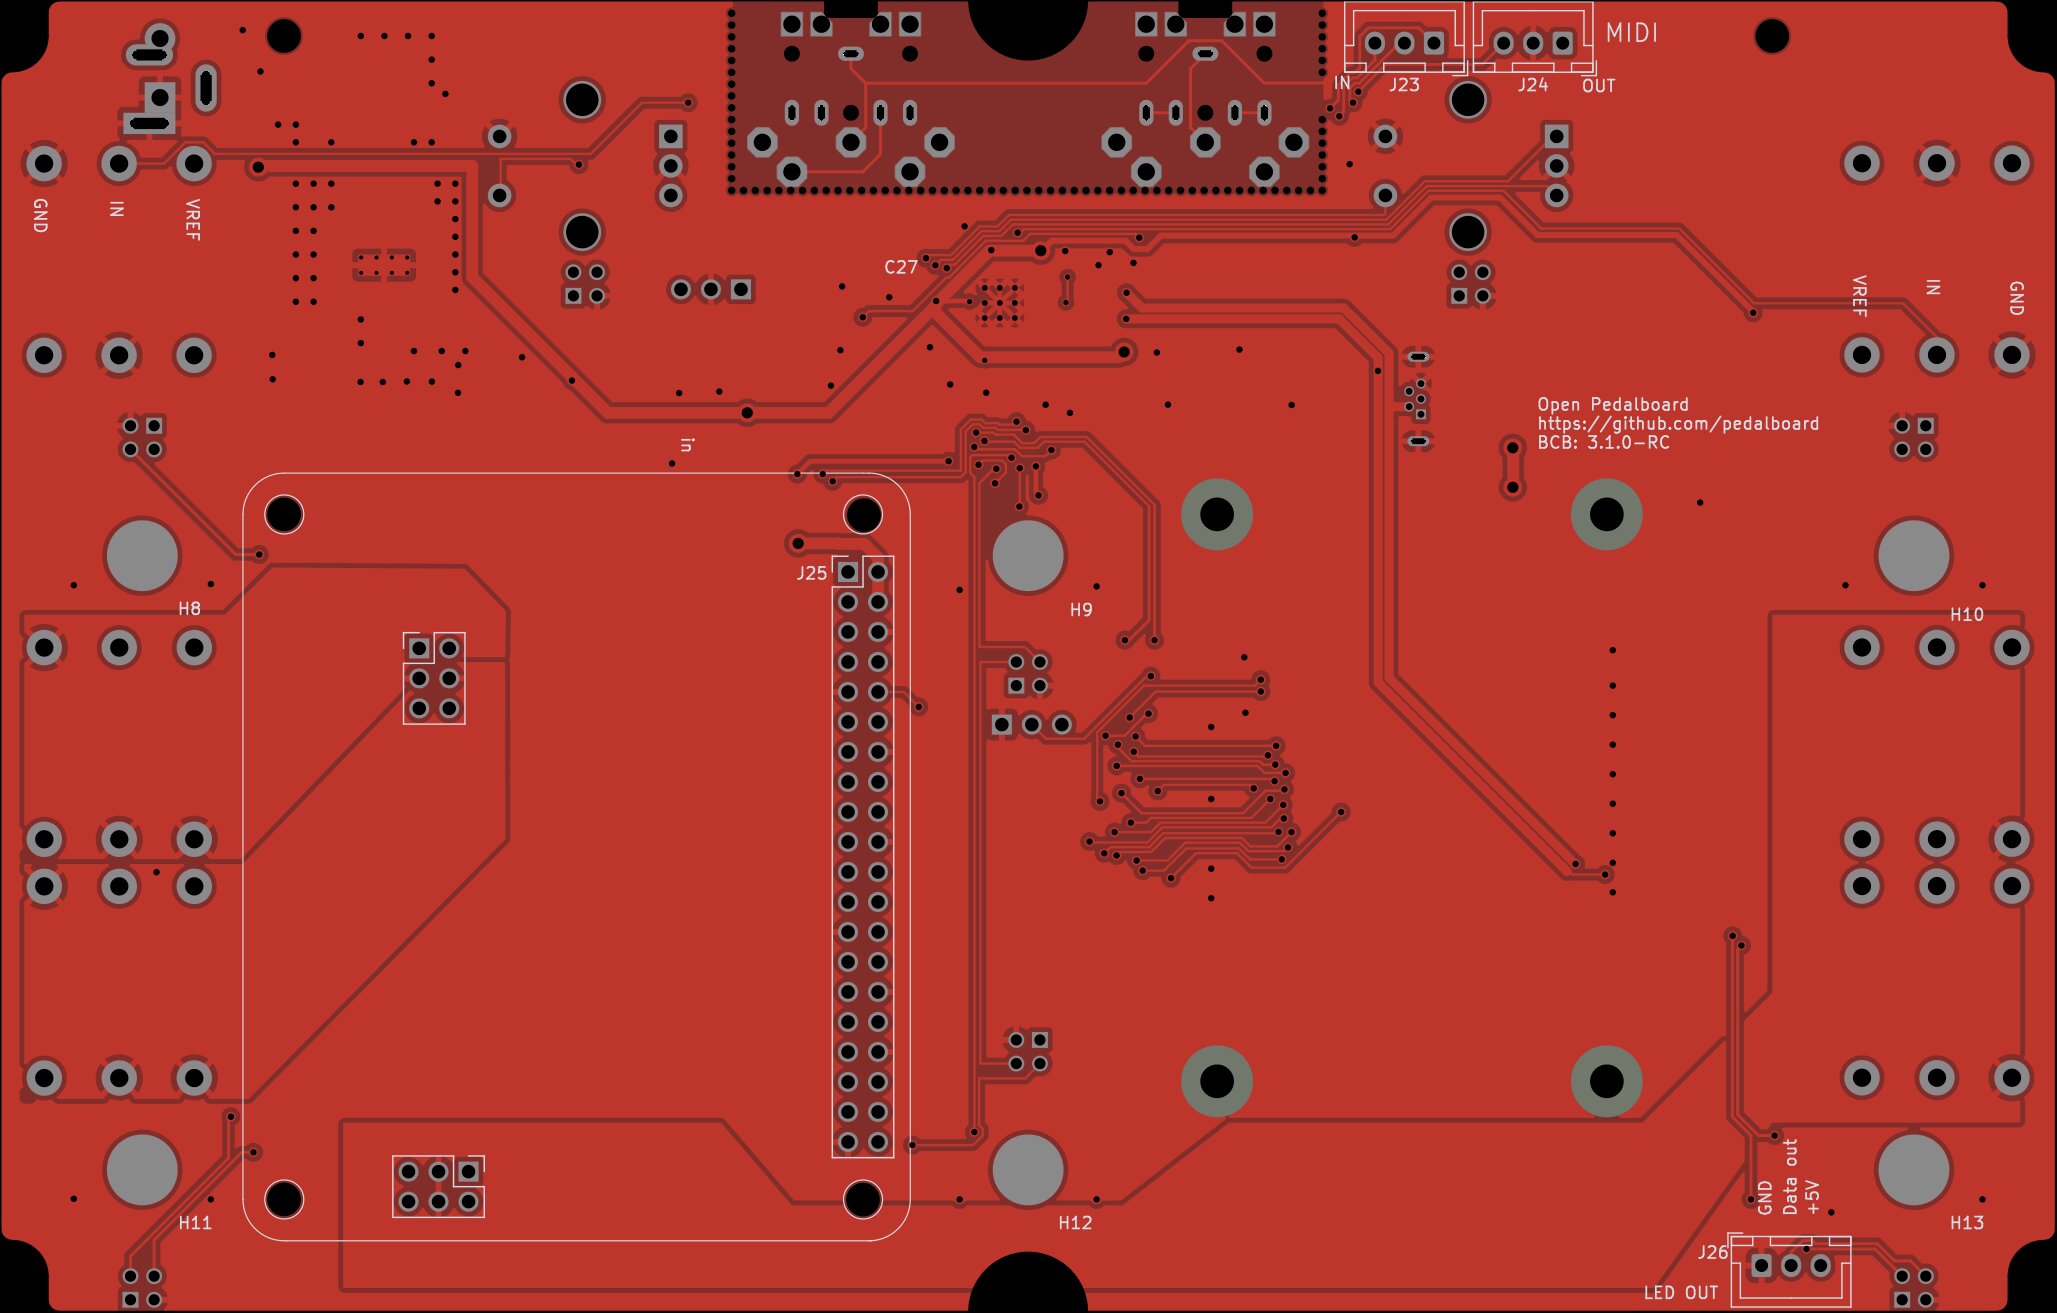 MIDI
IN
J23
J24
OUT
GND
IN
VREF
C27
VREF
IN
GND
Open Pedalboard
https://github.com/pedalboard
BCB: 3.1.0-RC
in
J25
H8
H9
H10
GND
Data out
+5V
H11
H12
H13
J26
LED OUT